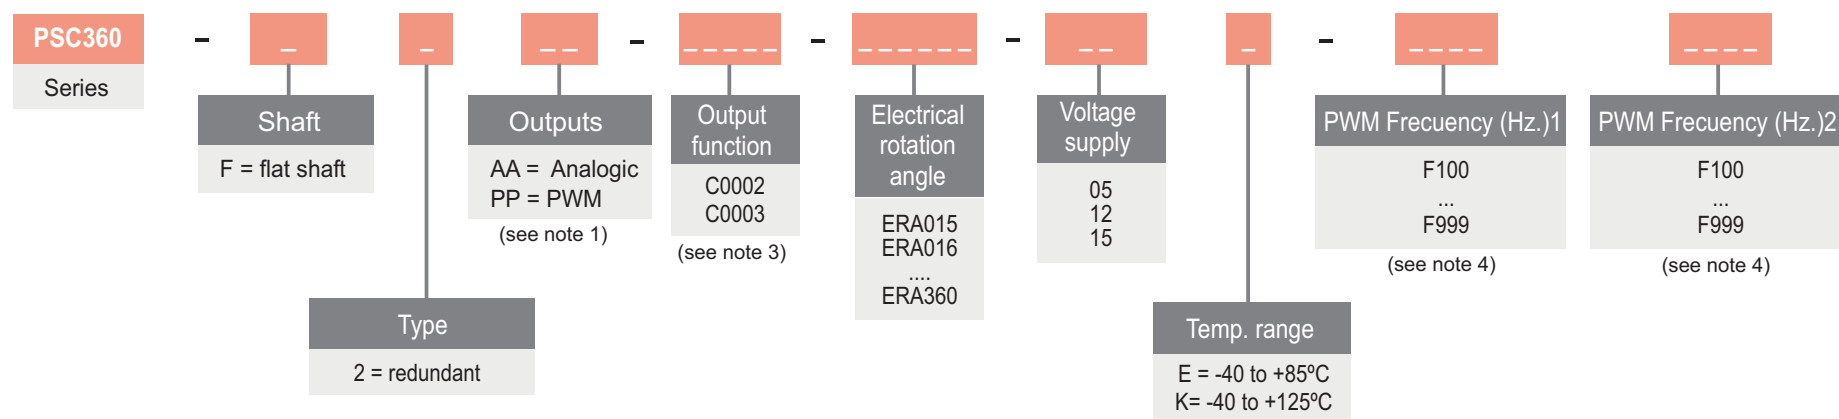 PSC360 - _ _ _ _ - _ _ _ _ _ - _ _ _ _ _ _ - _ _ _ - _ _ _ _ _ _ _ _
Series
Shaft
F = flat shaft
Type
2 = redundant
Outputs
AA = Analogic
PP = PWM
(see note 1)
Output
function
C0002
C0003
(see note 3)
Electrical
rotation
angle
ERA015
ERA016
....
ERA360
Voltage
supply
05
12
15
Temp. range
E = -40 to +85ºC
K= -40 to +125ºC
PWM Frecuency (Hz.)1
F100
...
F999
(see note 4)
PWM Frecuency (Hz.)2
F100
...
F999
(see note 4)